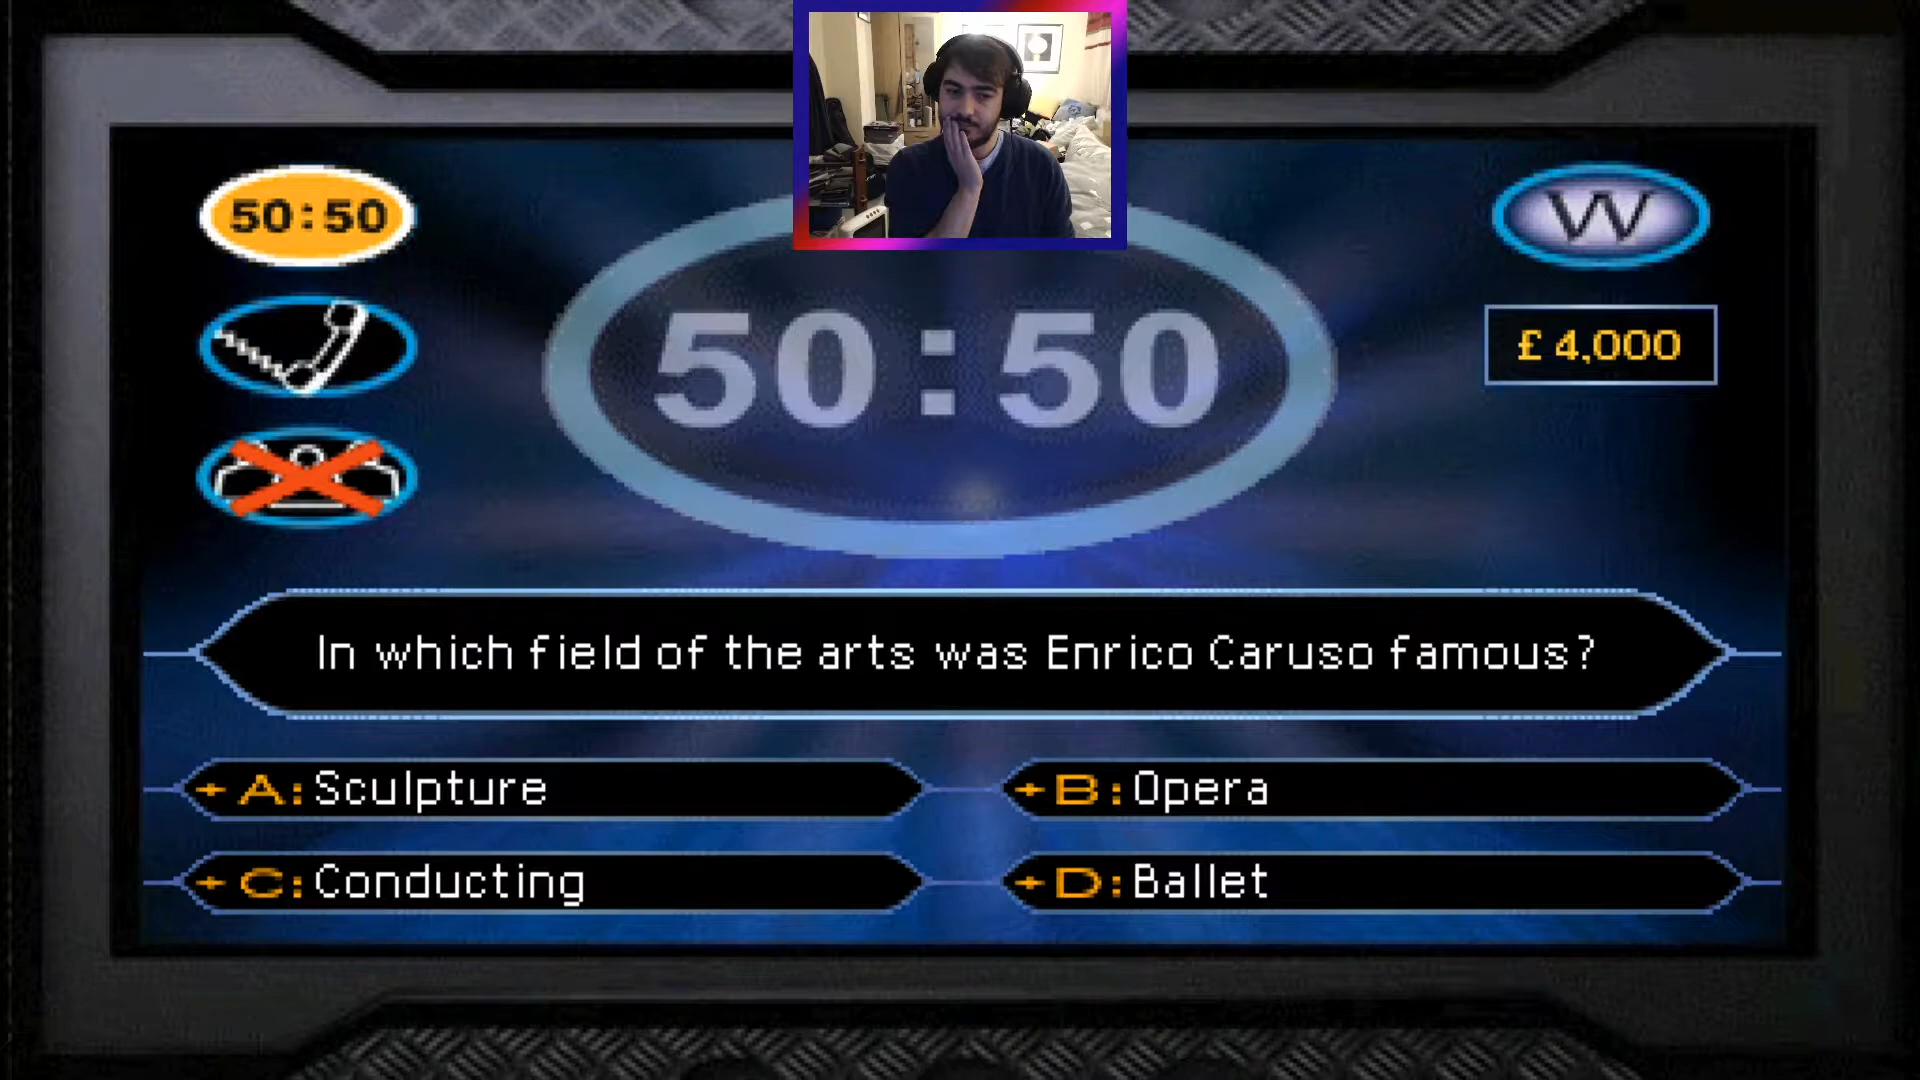 50:50
W
50:50
£ 4,000
In which field of the arts was Enrico Caruso famous?
A: Sculpture
B: Opera
C: Conducting
D: Ballet